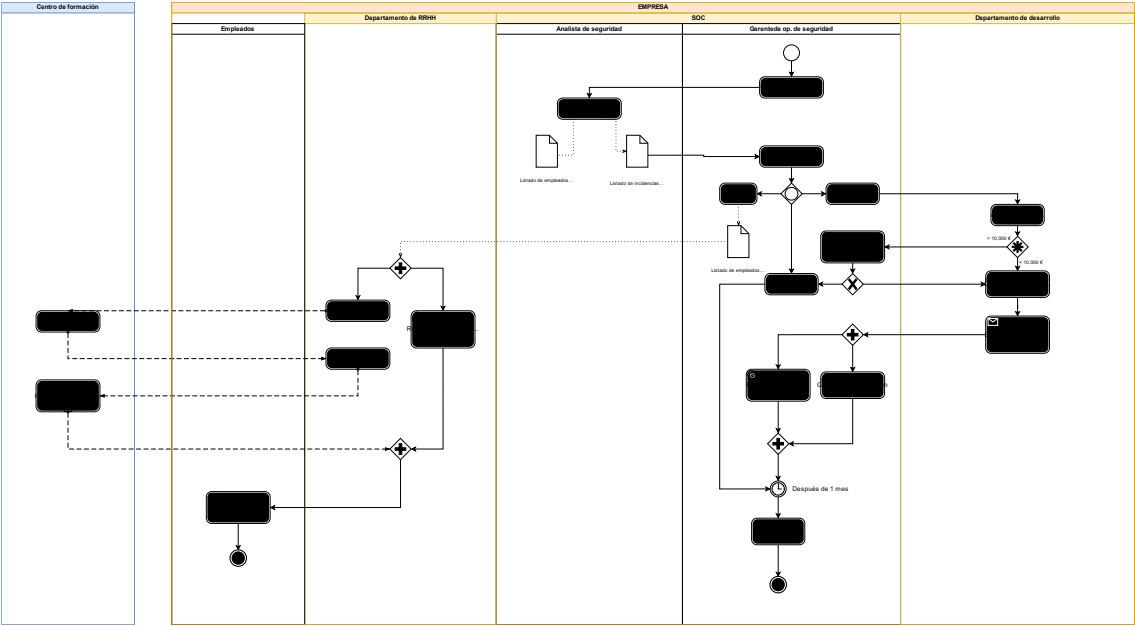 Centro de formación
EMPRESA
Departamento de RRHH
SOC
Departamento de desarrollo
Empleados
Analista de seguridad
Gerentede op. de seguridad
Listado de empleados...
Listado de incidencias...
> 10.000 €
< 10.000 €
Listado de empleados...
Después de 1 mes